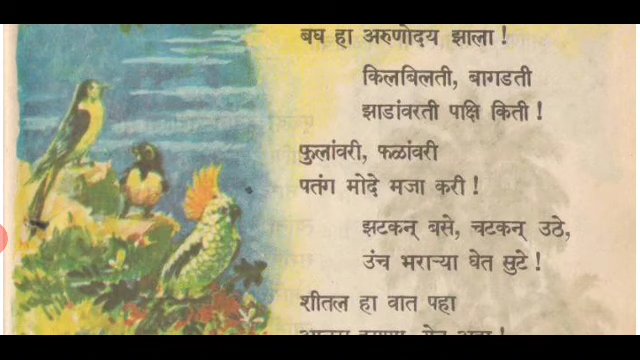 बघ हा अरुणोदय झाला !
किलबिलती, बागडती
झाडांवरती पाक्षि किती !
फुलांवरी, फळांवरी
पतंग मोदे मजा करी !
झटकन् बसे, चटकन् उठे,
उंच भराऱ्या घेत सुटे !
शीतल हा वात पहा